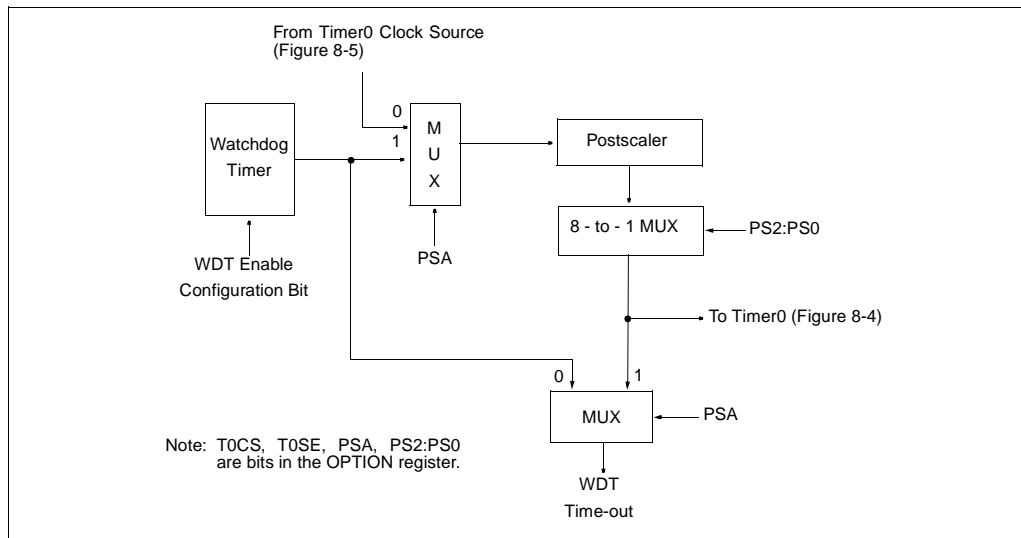 From Timer0 Clock Source
(Figure 8-5)
0
1
M
U
X
Watchdog
Timer
Postscaler
8 - to - 1 MUX
PS2:PS0
PSA
WDT Enable
Configuration Bit
To Timer0 (Figure 8-4)
0
1
MUX
PSA
Note: T0CS, T0SE, PSA, PS2:PS0
are bits in the OPTION register.
WDT
Time-out